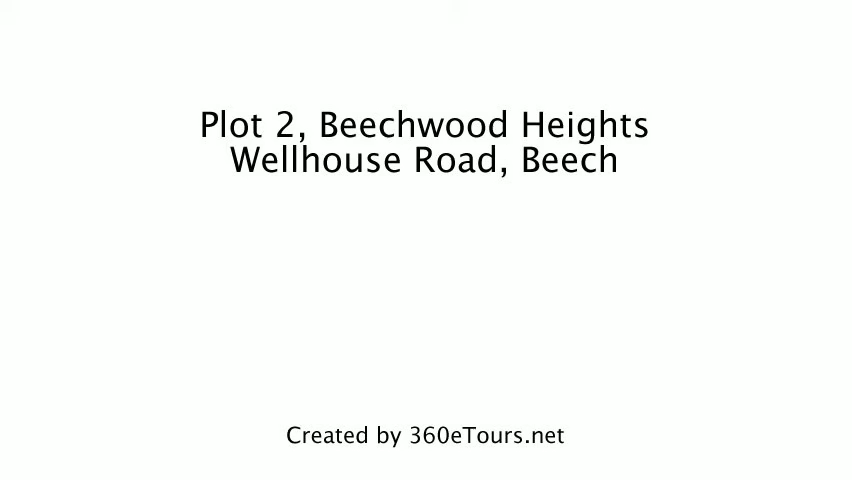 Plot 2, Beechwood Heights
Wellhouse Road, Beech
Created by 360eTours.net